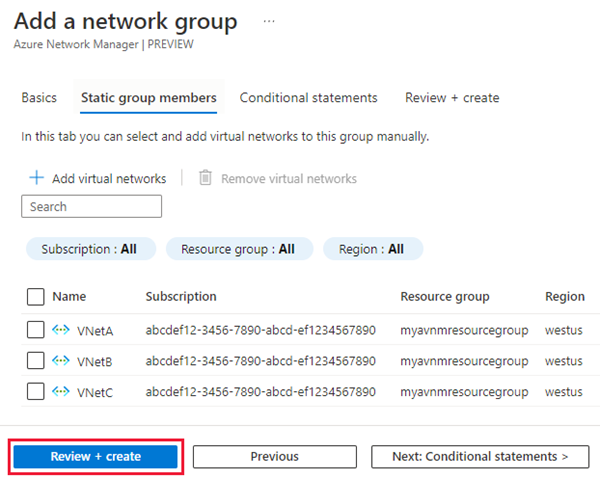 Add a network group ...
Azure Network Manager | PREVIEW
Basics Static group members Conditional statements Review + create
In this tab you can select and add virtual networks to this group manually.
+ Add virtual networks | Remove virtual networks
Search
Subscription : All Resource group : All Region : All
Name Subscription Resource group Region
VNetA abcdef12-3456-7890-abcd-ef1234567890 myavnmresourcegroup westus
VNetB abcdef12-3456-7890-abcd-ef1234567890 myavnmresourcegroup westus
VNetC abcdef12-3456-7890-abcd-ef1234567890 myavnmresourcegroup westus
Review + create Previous Next: Conditional statements >